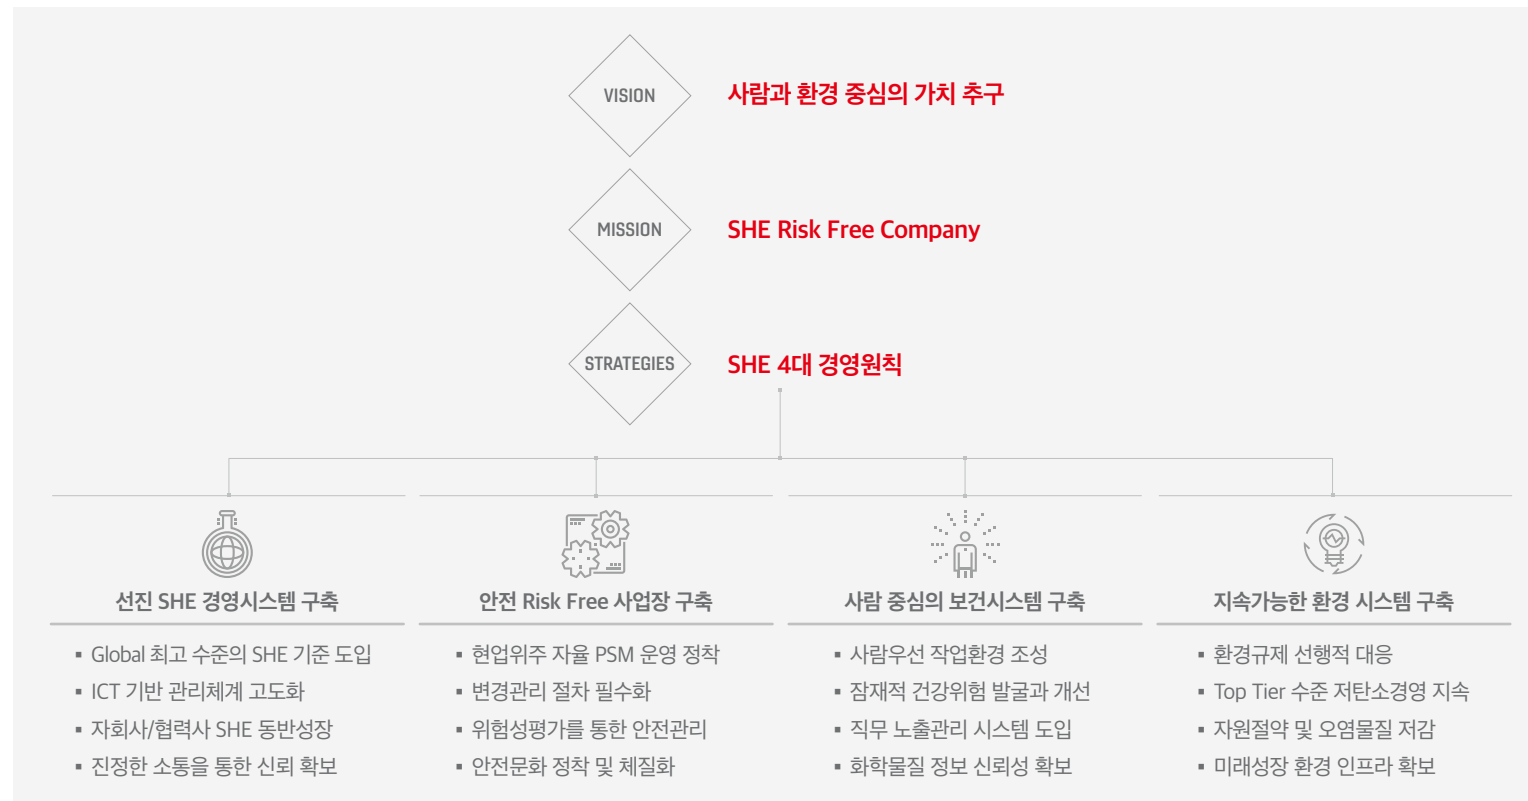 VISION
사람과 환경 중심의 가치 추구
MISSION
SHE Risk Free Company
STRATEGIES
SHE 4대 경영원칙
선진 SHE 경영시스템 구축
▪ Global 최고 수준의 SHE 기준 도입
▪ ICT 기반 관리체계 고도화
▪ 자회사/협력사 SHE 동반성장
▪ 진정한 소통을 통한 신뢰 확보
안전 Risk Free 사업장 구축
▪ 현업위주 자율 PSM 운영 정착
▪ 변경관리 절차 필수화
▪ 위험성평가를 통한 안전관리
▪ 안전문화 정착 및 체질화
사람 중심의 보건시스템 구축
▪ 사람우선 작업환경 조성
▪ 잠재적 건강위험 발굴과 개선
▪ 직무 노출관리 시스템 도입
▪ 화학물질 정보 신뢰성 확보
지속가능한 환경 시스템 구축
▪ 환경규제 선행적 대응
▪ Top Tier 수준 저탄소경영 지속
▪ 자원절약 및 오염물질 저감
▪ 미래성장 환경 인프라 확보